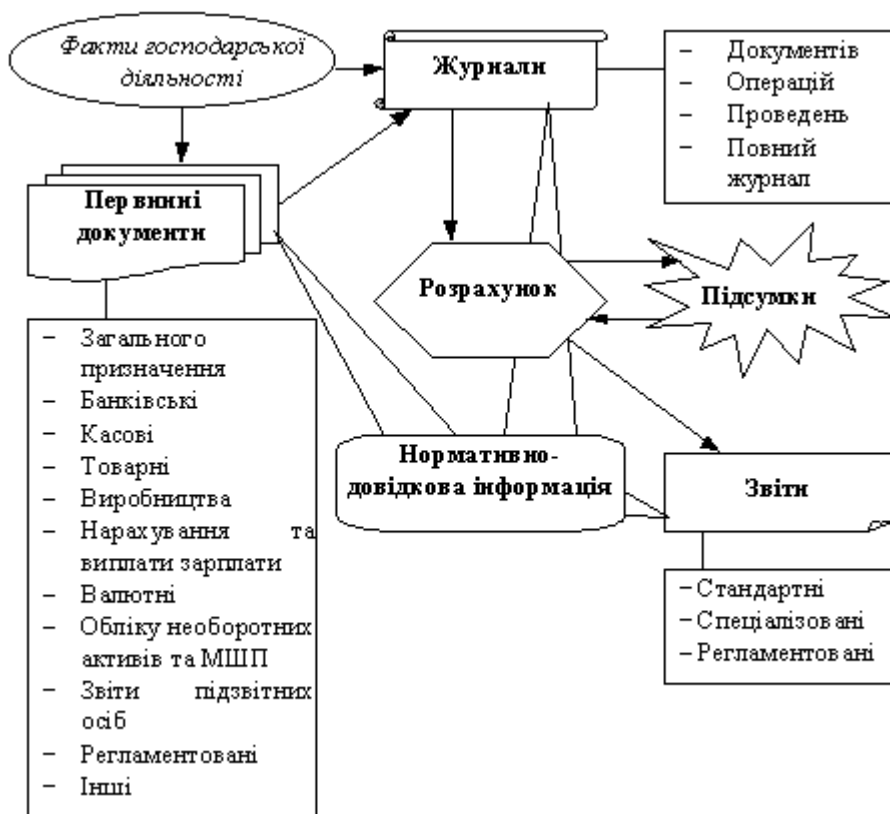 Факти господарської
діяльності
Журнали
– Документів
– Операцій
– Проведень
– Повний
журнал
Первинні
документи
Розрахунок
Підсумки
– Загального
призначення
– Банківські
– Касові
– Товарні
– Виробництва
– Нарахування та
виплати зарплати
– Валютні
– Обліку необоротних
активів та МШП
– Звіти підзвітних
осіб
– Регламентовані
– Інші
Нормативно-
довідкова інформація
Звіти
– Стандартні
– Спеціалізовані
– Регламентовані